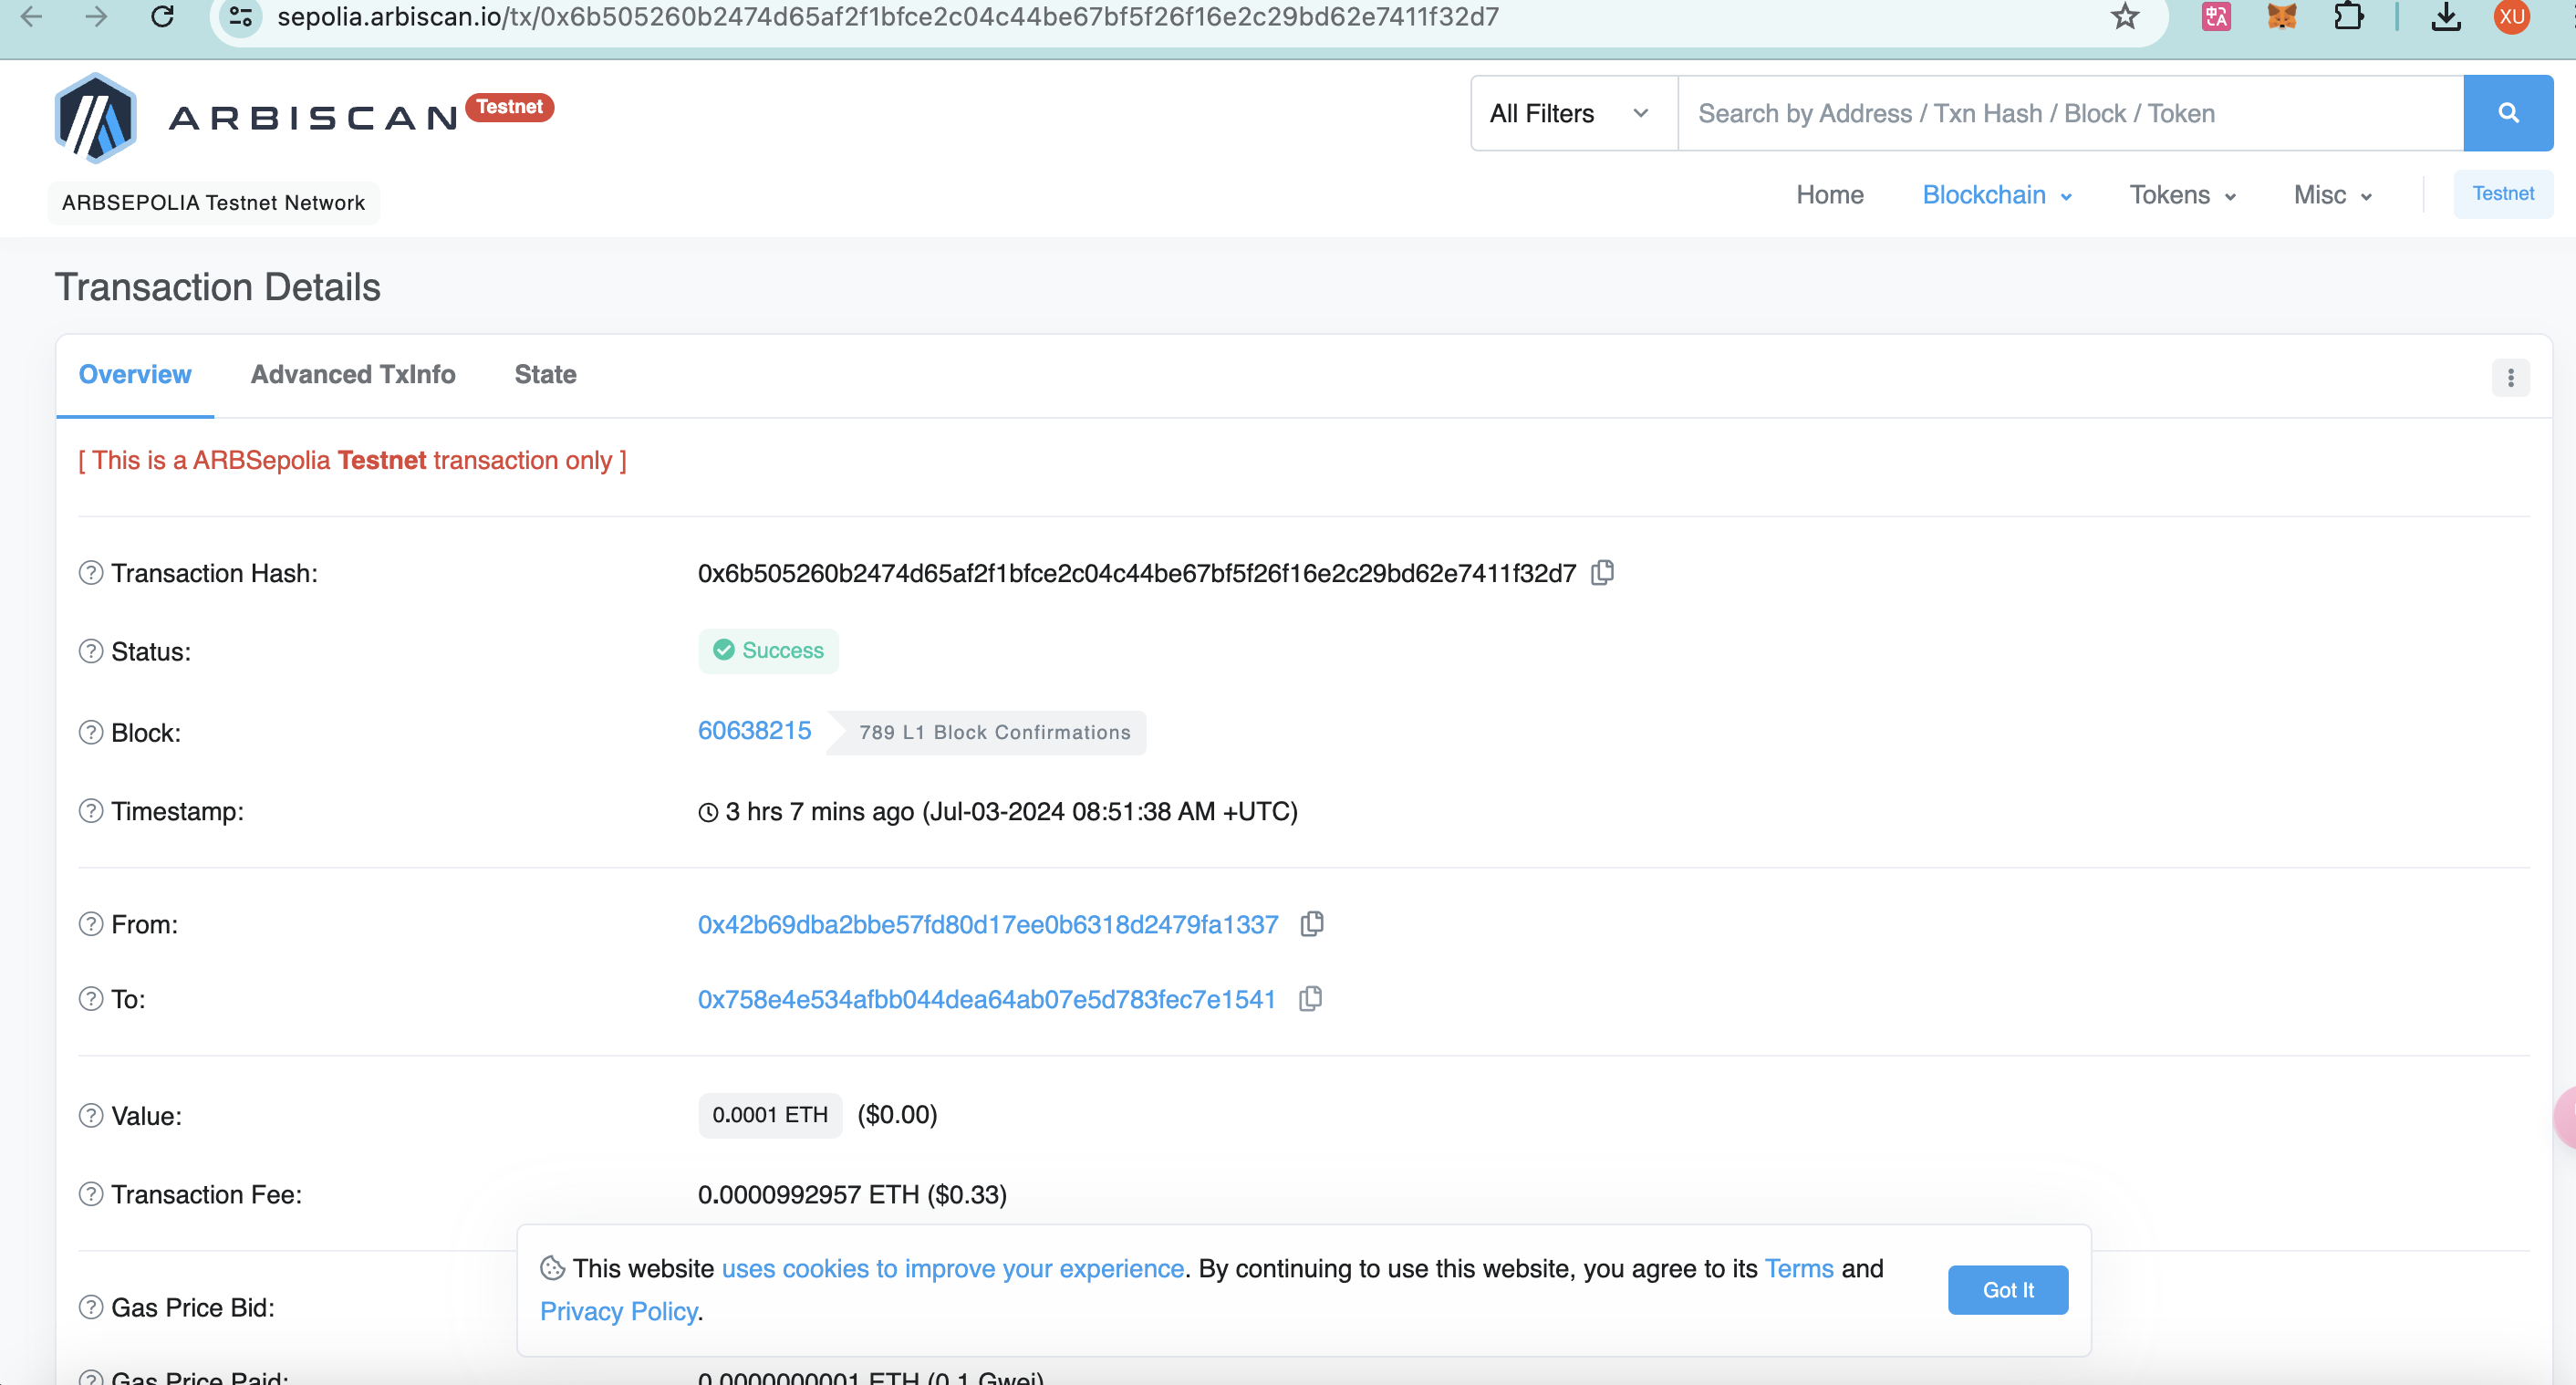 sepolia.arbiscan.io/tx/0x6b505260b2474d65af2f1bfce2c04c44be67bf5f26f16e2c29bd62e7411f32d7
XU
ARBISCAN Testnet
All Filters
Search by Address / Txn Hash / Block / Token
ARBSEPOLIA Testnet Network
Home Blockchain Tokens Misc Testnet
Transaction Details
Overview Advanced TxInfo State
[ This is a ARBSepolia Testnet transaction only ]
Transaction Hash: 0x6b505260b2474d65af2f1bfce2c04c44be67bf5f26f16e2c29bd62e7411f32d7
Status: Success
Block: 60638215 789 L1 Block Confirmations
Timestamp: 3 hrs 7 mins ago (Jul-03-2024 08:51:38 AM +UTC)
From: 0x42b69dba2bbe57fd80d17ee0b6318d2479fa1337
To: 0x758e4e534afbb044dea64ab07e5d783fec7e1541
Value: 0.0001 ETH ($0.00)
Transaction Fee: 0.0000992957 ETH ($0.33)
This website uses cookies to improve your experience. By continuing to use this website, you agree to its Terms and
Privacy Policy.
Got It
Gas Price Bid:
Gas Price Paid: 0.0000000001 ETH (0.1 Gwei)